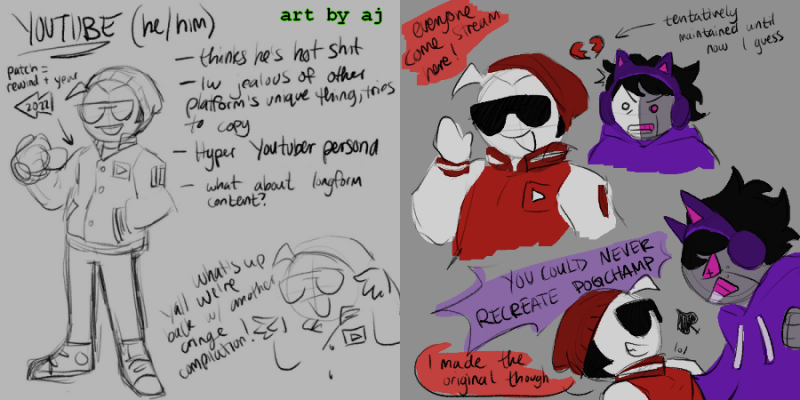 YOUTUBE (he/him)
art by aj
patch =
rewind + year
2022
— thinks he's hot shit
— lw jealous of other
platform's unique thing, tries
to copy
— Hyper Youtuber persona
— what about longform
content?
what's up
y'all we're
back w/ another
cringe
compilation!
everyone
come stream
here!
tentatively
maintained until
now I guess
YOU COULD NEVER
RECREATE POGCHAMP
I made the
original though
lol